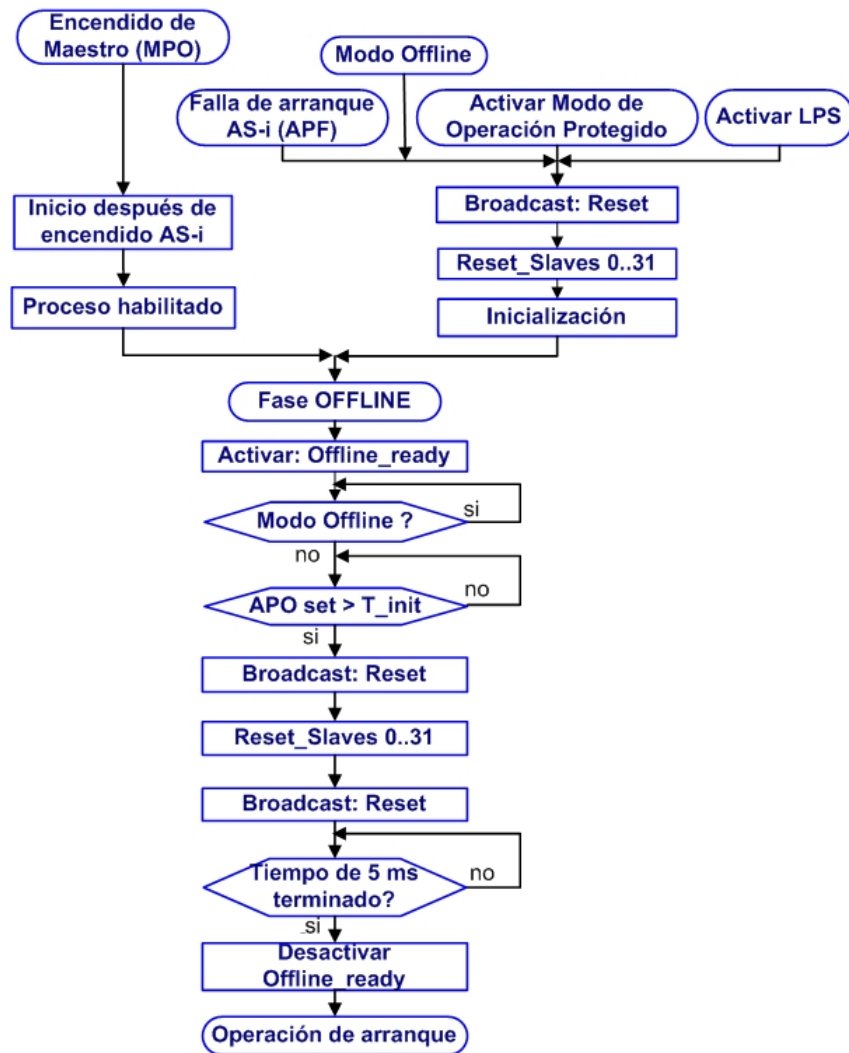 Encendido de
Maestro (MPO)
Modo Offline
Falla de arranque
AS-i (APF)
Activar Modo de
Operación Protegido
Activar LPS
Inicio después de
encendido AS-i
Proceso habilitado
Broadcast: Reset
Reset_Slaves 0..31
Inicialización
Fase OFFLINE
Activar: Offline_ready
Modo Offline ?
si
no
APO set > T_init
no
si
Broadcast: Reset
Reset_Slaves 0..31
Broadcast: Reset
Tiempo de 5 ms
terminado?
no
si
Desactivar
Offline_ready
Operación de arranque